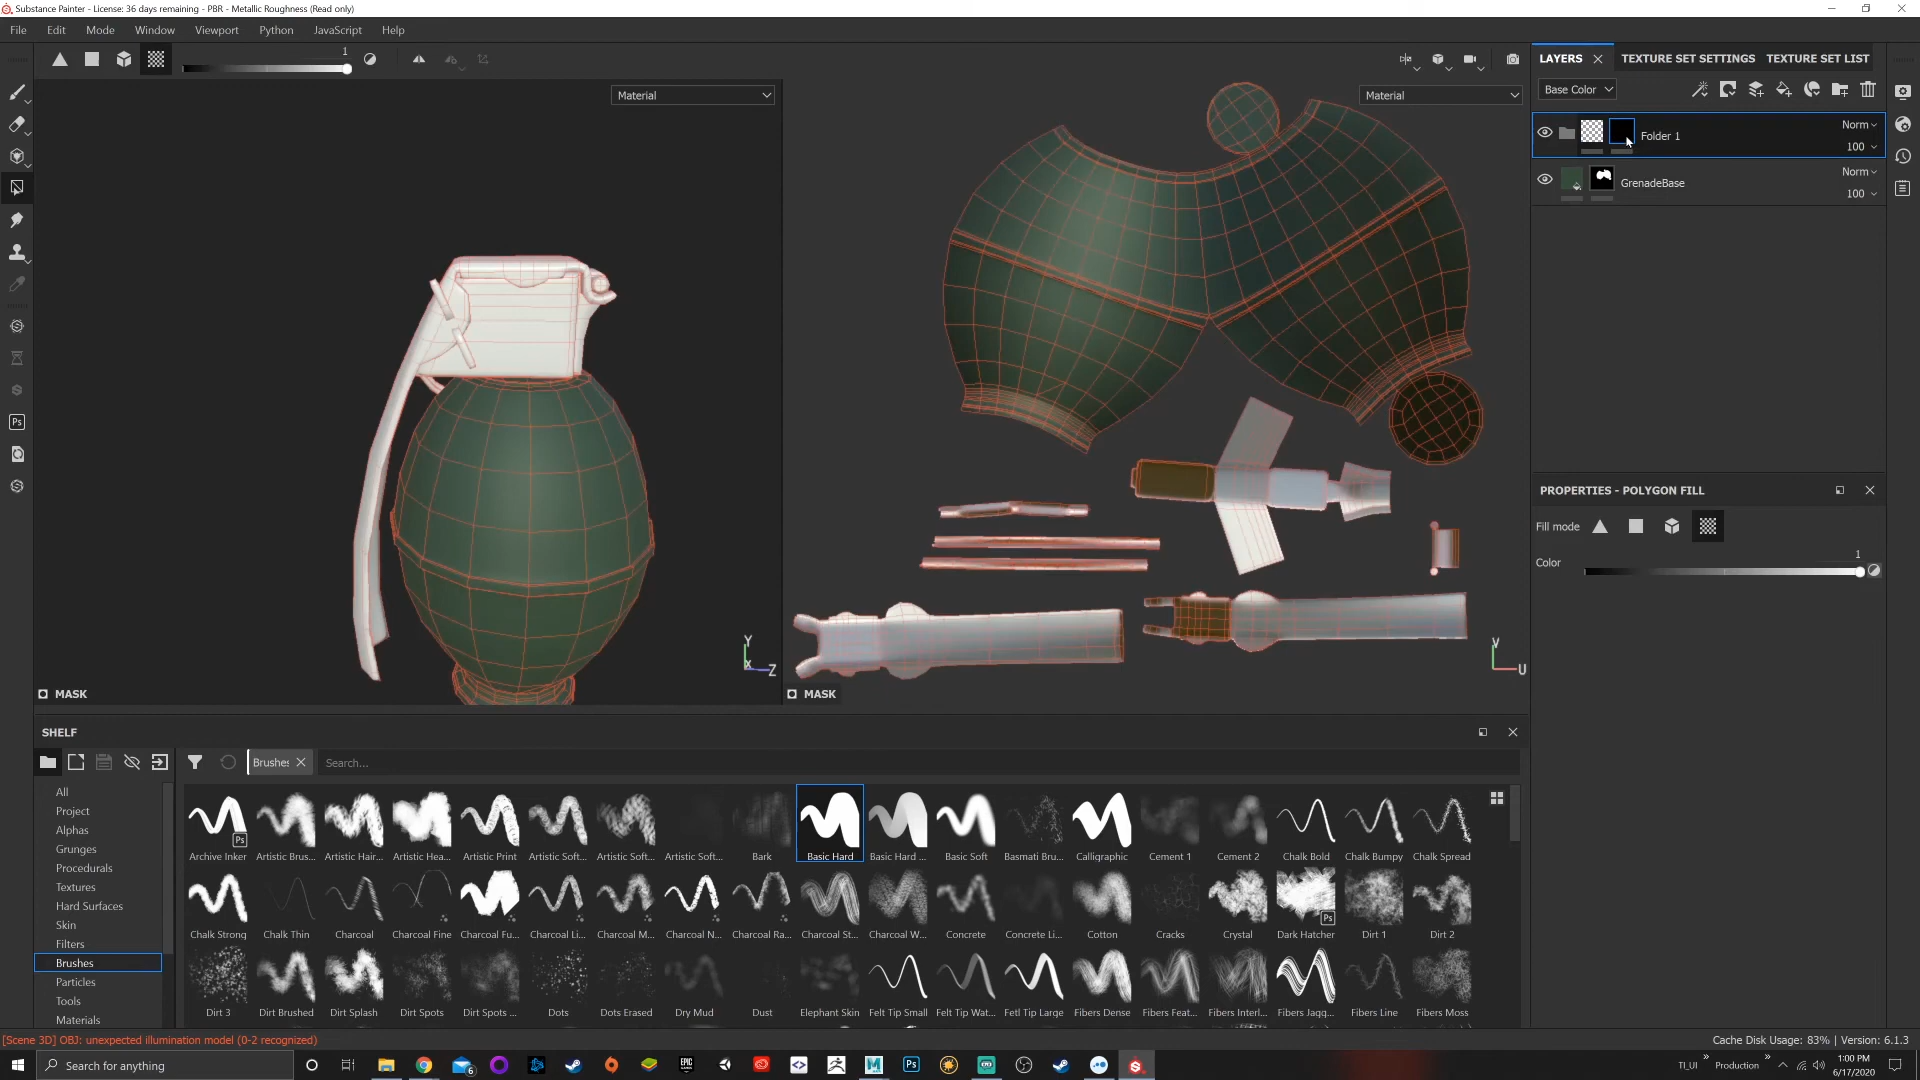 Substance Painter - License: 36 days remaining - PBR - Metallic Roughness (Read only)
File Edit Mode Window Viewport Python JavaScript Help
1
LAYERS TEXTURE SET SETTINGS TEXTURE SET LIST
Material
Material
Base Color
Folder 1 Norm 100
GrenadeBase Norm 100
PROPERTIES - POLYGON FILL
Fill mode
Color 1
Y
X
Z
V
U
MASK
MASK
Ps
SHELF
Brushes Search...
All
Project
Alphas
Grunges
Procedurals
Textures
Hard Surfaces
Skin
Filters
Brushes
Particles
Tools
Materials
Archive Inker Artistic Brus... Artistic Hair... Artistic Hea... Artistic Print Artistic Soft... Artistic Soft... Artistic Soft... Bark Basic Hard Basic Hard ... Basic Soft Basmati Bru... Calligraphic Cement 1 Cement 2 Chalk Bold Chalk Bumpy Chalk Spread
Chalk Strong Chalk Thin Charcoal Charcoal Fine Charcoal Fu... Charcoal Li... Charcoal M... Charcoal N... Charcoal Ra... Charcoal St... Charcoal W... Concrete Concrete Li... Cotton Cracks Crystal Dark Hatcher Dirt 1 Dirt 2
Dirt 3 Dirt Brushed Dirt Splash Dirt Spots Dirt Spots ... Dots Dots Erased Dry Mud Dust Elephant Skin Felt Tip Small Felt Tip Wat... Fetl Tip Large Fibers Dense Fibers Feat... Fibers Interl... Fibers Jagg... Fibers Line Fibers Moss
[Scene 3D] OBJ: unexpected illumination model (0-2 recognized)
Cache Disk Usage: 83% | Version: 6.1.3
Search for anything
6
EPIC GAMES
Ps
TI_UI
Production
1:00 PM
6/17/2020